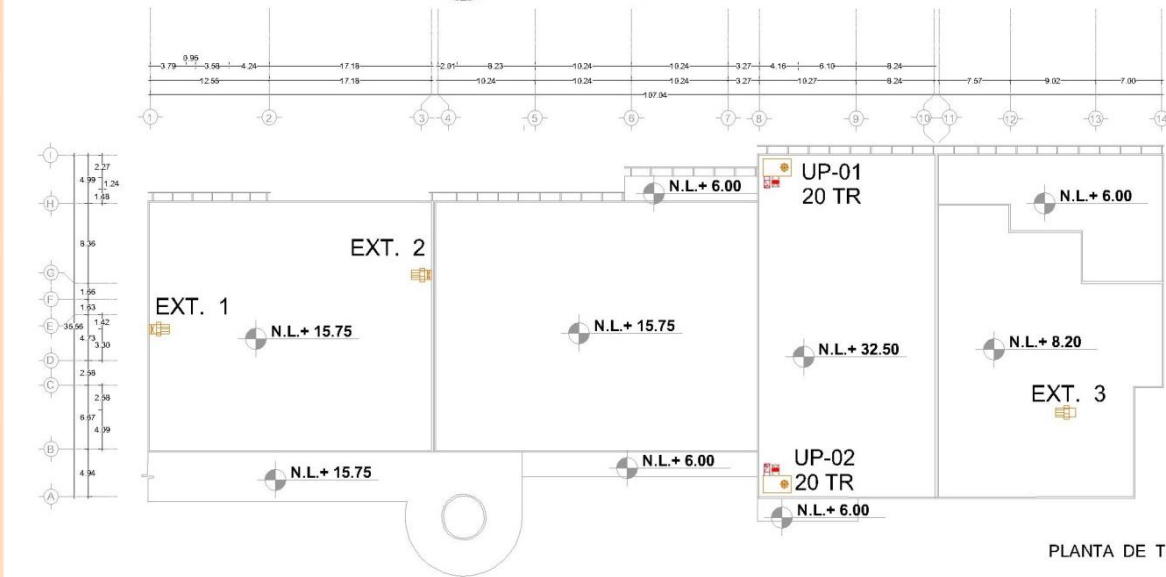 0.95
3.79 3.58 4.24 17.18 2.01 8.23 10.24 10.24 3.27 4.16 6.10 8.24
12.55 17.18 10.24 10.24 10.24 3.27 10.27 8.24 7.57 9.02 7.00
107.04
1 2 3 4 5 6 7 8 9 10 11 12 13 14
I
2.27
4.99
1.24
1.48
H
8.36
G
1.66
F
1.63
E
36.66
1.42
4.73
3.30
D
2.58
C
2.58
6.67
4.09
B
4.94
A
UP-01
20 TR
N.L.+ 6.00
N.L.+ 6.00
EXT. 2
EXT. 1
N.L.+ 15.75
N.L.+ 15.75
N.L.+ 32.50
N.L.+ 8.20
EXT. 3
N.L.+ 15.75
N.L.+ 6.00
UP-02
20 TR
N.L.+ 6.00
PLANTA DE T